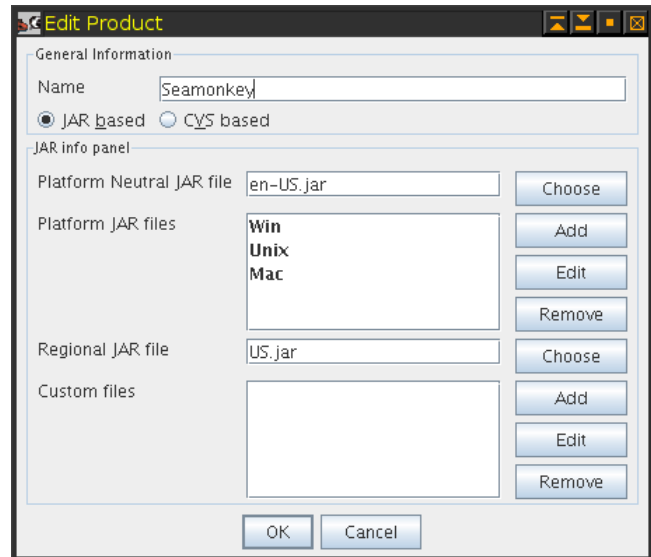 Edit Product
General Information
Name Seamonkey
JAR based CVS based
JAR info panel
Platform Neutral JAR file en-US.jar Choose
Platform JAR files Win Add
Unix
Mac Edit
Remove
Regional JAR file US.jar Choose
Custom files Add
Edit
Remove
OK Cancel